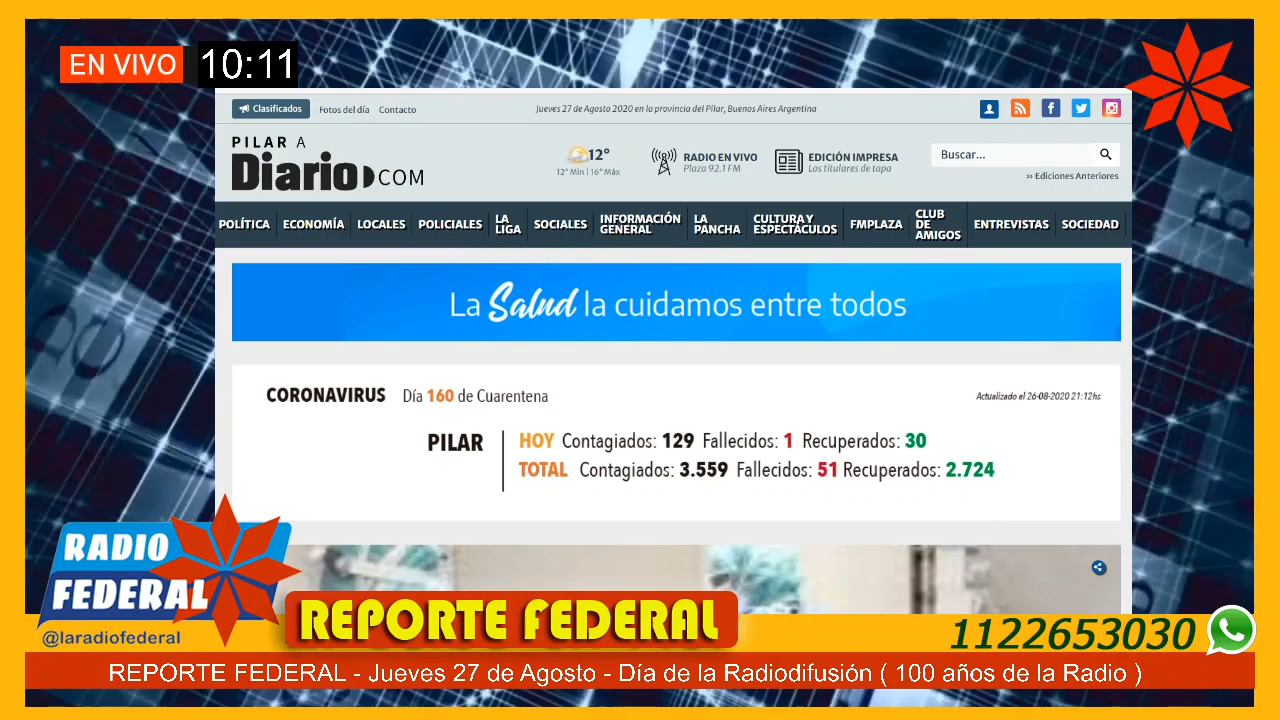 EN VIVO 10:11
Clasificados Fotos del día Contacto
Jueves 27 de Agosto 2020 en la provincia del Pilar, Buenos Aires Argentina
PILAR A
Diario.COM
12°
12° Min | 16° Máx
RADIO EN VIVO
Plaza 92.1 FM
EDICIÓN IMPRESA
Los titulares de tapa
Buscar...
>> Ediciones Anteriores
POLÍTICA ECONOMÍA LOCALES POLICIALES LA LIGA SOCIALES INFORMACIÓN GENERAL LA PANCHA CULTURA Y ESPECTÁCULOS FMPLAZA CLUB DE AMIGOS ENTREVISTAS SOCIEDAD
La Salud la cuidamos entre todos
CORONAVIRUS Día 160 de Cuarentena
Actualizado el 26-08-2020 21:12hs
PILAR
HOY Contagiados: 129 Fallecidos: 1 Recuperados: 30
TOTAL Contagiados: 3.559 Fallecidos: 51 Recuperados: 2.724
RADIO
FEDERAL
@laradiofederal
REPORTE FEDERAL
1122653030
REPORTE FEDERAL - Jueves 27 de Agosto - Día de la Radiodifusión ( 100 años de la Radio )